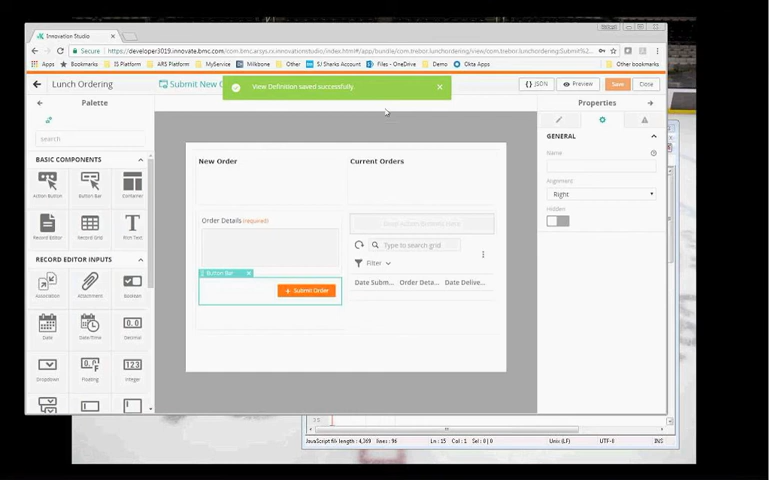 Innovation Studio
Secure
https://developer3019.innovate.bmc.com/com.bmc.arsys.cx.innovationstudio/index.html#/app/bundle/com.trebor.lunchordering/view/com.trebor.lunchordering:Submit%2...
Apps
Bookmarks
IS Platform
ARS Platform
MyService
Milktone
Other
SJ Sharks Account
Files - OneDrive
Demo
Okta Apps
Other bookmarks
Lunch Ordering
Submit New O
View Definition saved successfully.
JSON
Preview
Save
Close
Palette
Properties
search
GENERAL
BASIC COMPONENTS
Name
Action Button
Button Bar
Container
Alignment
Right
Hidden
Record Editor
Record Grid
Rich Text
RECORD EDITOR INPUTS
Association
Attachment
Boolean
Date
Date/Time
Decimal
Dropdown
Floating
Integer
New Order
Current Orders
Order Details (required)
Type to search grid
Filter
Button Bar
Submit Order
Date Subm...
Order Deta...
Date Delive...
JavaScript file
length : 4,369
lines : 96
Ln : 15
Col : 1
Sel : 0 | 0
Unix (LF)
UTF-8
INS